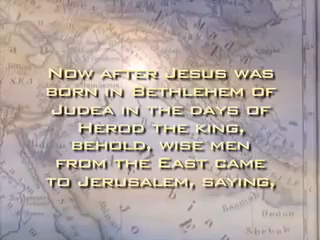 Now after Jesus was
born in Bethlehem of
Judea in the days of
Herod the king,
behold, wise men
from the East came
to Jerusalem, saying,